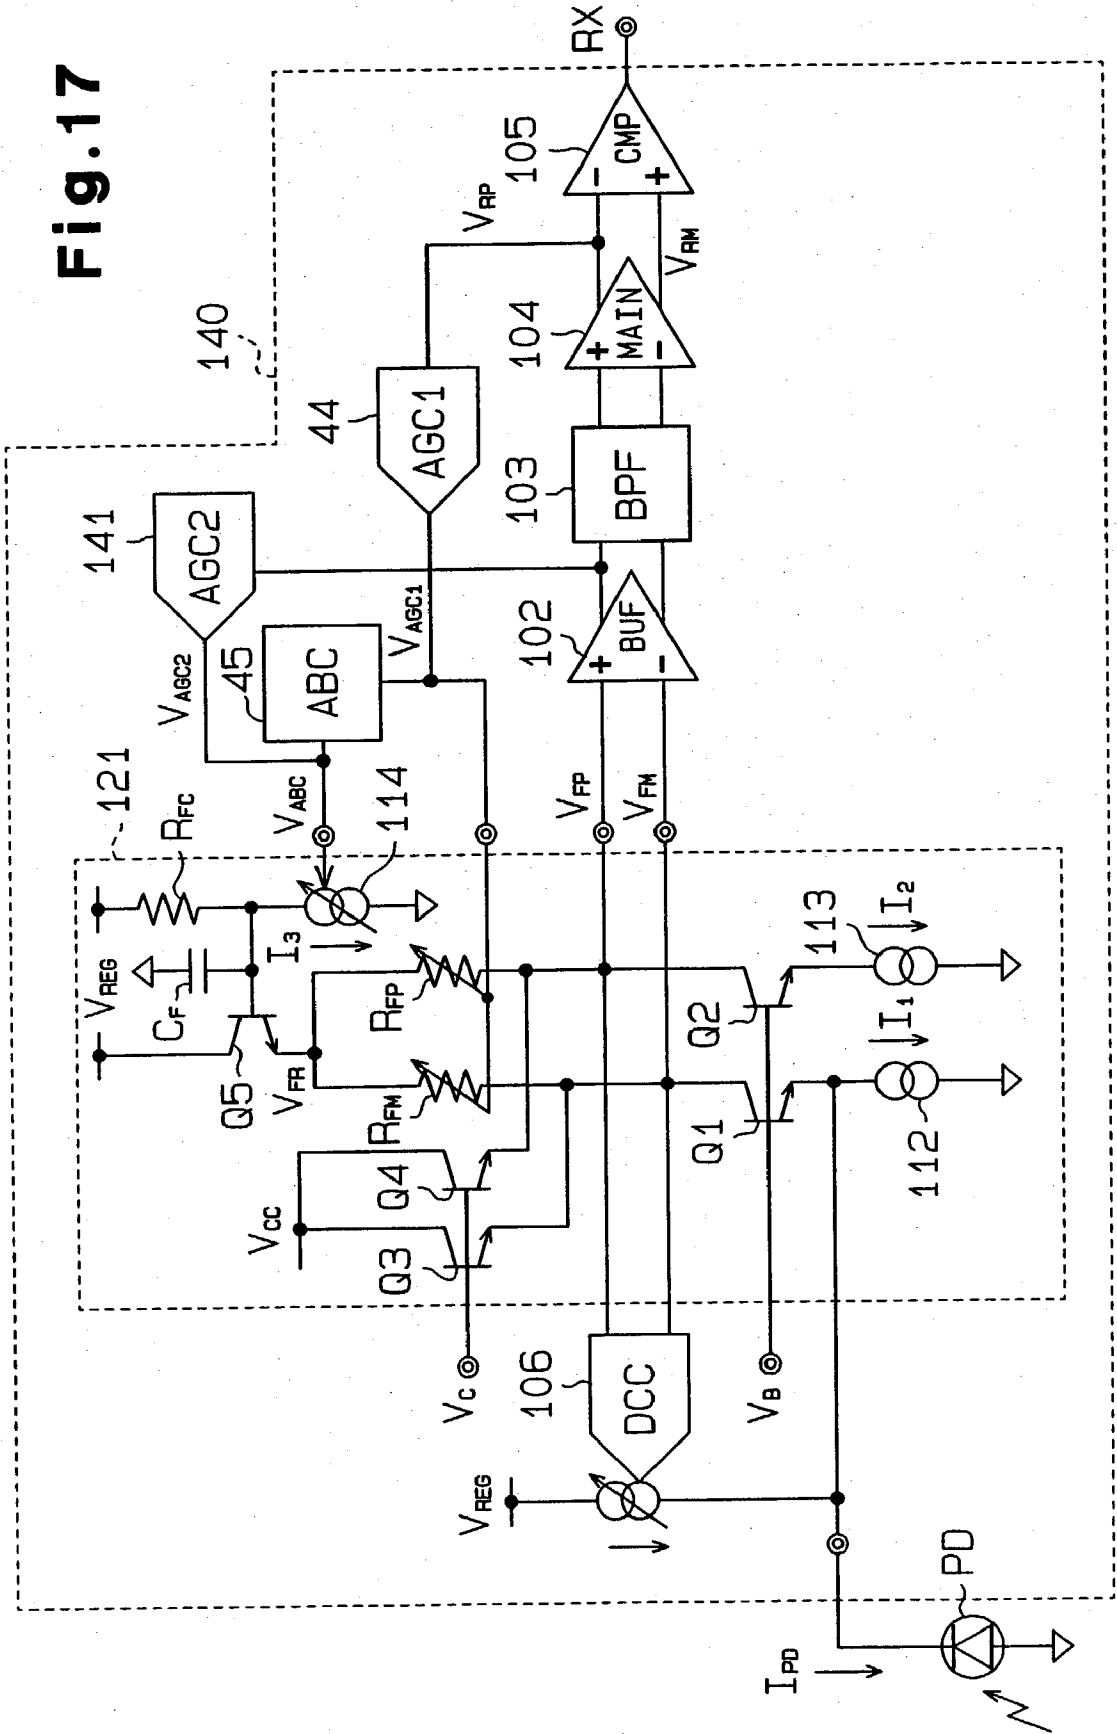 Fig.17
140
RX
105
CMP
-
+
VRP
VRM
104
MAIN
+
-
44
AGC1
103
BPF
141
AGC2
VAGC2
VAGC1
102
BUF
+
-
45
ABC
VABC
VFP
VFM
121
RFC
114
I3
VREG
CF
Q5
VFR
RFP
RFM
113
I2
Q2
I1
Q1
112
VCC
Q4
Q3
VC
106
DCC
VB
VREG
PD
IPD